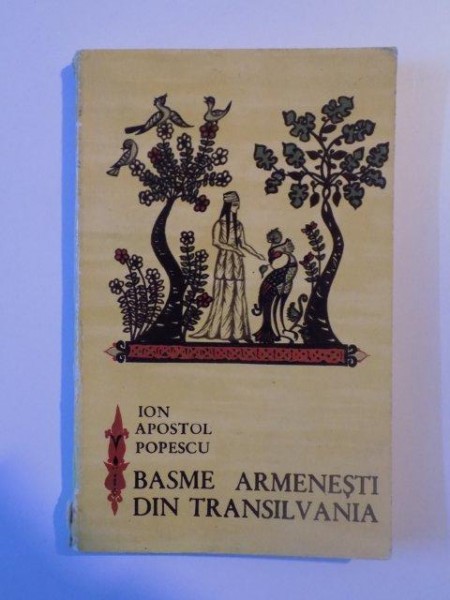 ION
APOSTOL
POPESCU
BASME ARMENEŞTI
DIN TRANSILVANIA